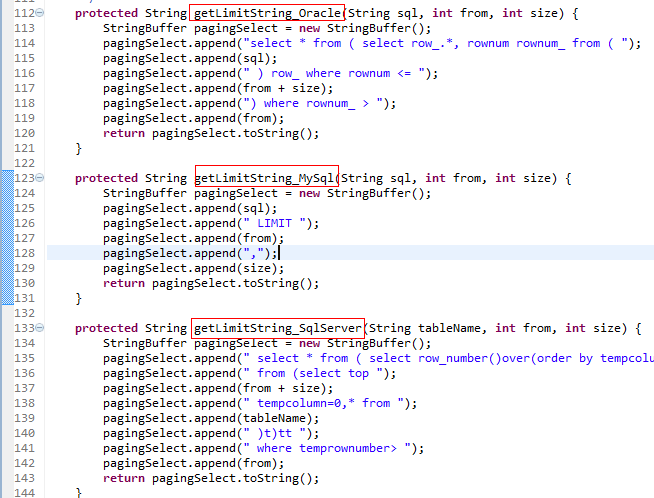 112 protected String getLimitString_Oracle(String sql, int from, int size) {
113 StringBuffer pagingSelect = new StringBuffer();
114 pagingSelect.append("select * from ( select row_.*, rownum rownum_ from ( ");
115 pagingSelect.append(sql);
116 pagingSelect.append(" ) row_ where rownum <= ");
117 pagingSelect.append(from + size);
118 pagingSelect.append(") where rownum_ > ");
119 pagingSelect.append(from);
120 return pagingSelect.toString();
121 }
122
123 protected String getLimitString_MySql(String sql, int from, int size) {
124 StringBuffer pagingSelect = new StringBuffer();
125 pagingSelect.append(sql);
126 pagingSelect.append(" LIMIT ");
127 pagingSelect.append(from);
128 pagingSelect.append(",");
129 pagingSelect.append(size);
130 return pagingSelect.toString();
131 }
132
133 protected String getLimitString_SqlServer(String tableName, int from, int size) {
134 StringBuffer pagingSelect = new StringBuffer();
135 pagingSelect.append(" select * from ( select row_number()over(order by tempcolu
136 pagingSelect.append(" from (select top ");
137 pagingSelect.append(from + size);
138 pagingSelect.append(" tempcolumn=0,* from ");
139 pagingSelect.append(tableName);
140 pagingSelect.append(" )t)tt ");
141 pagingSelect.append(" where temprownumber> ");
142 pagingSelect.append(from);
143 return pagingSelect.toString();
144 }